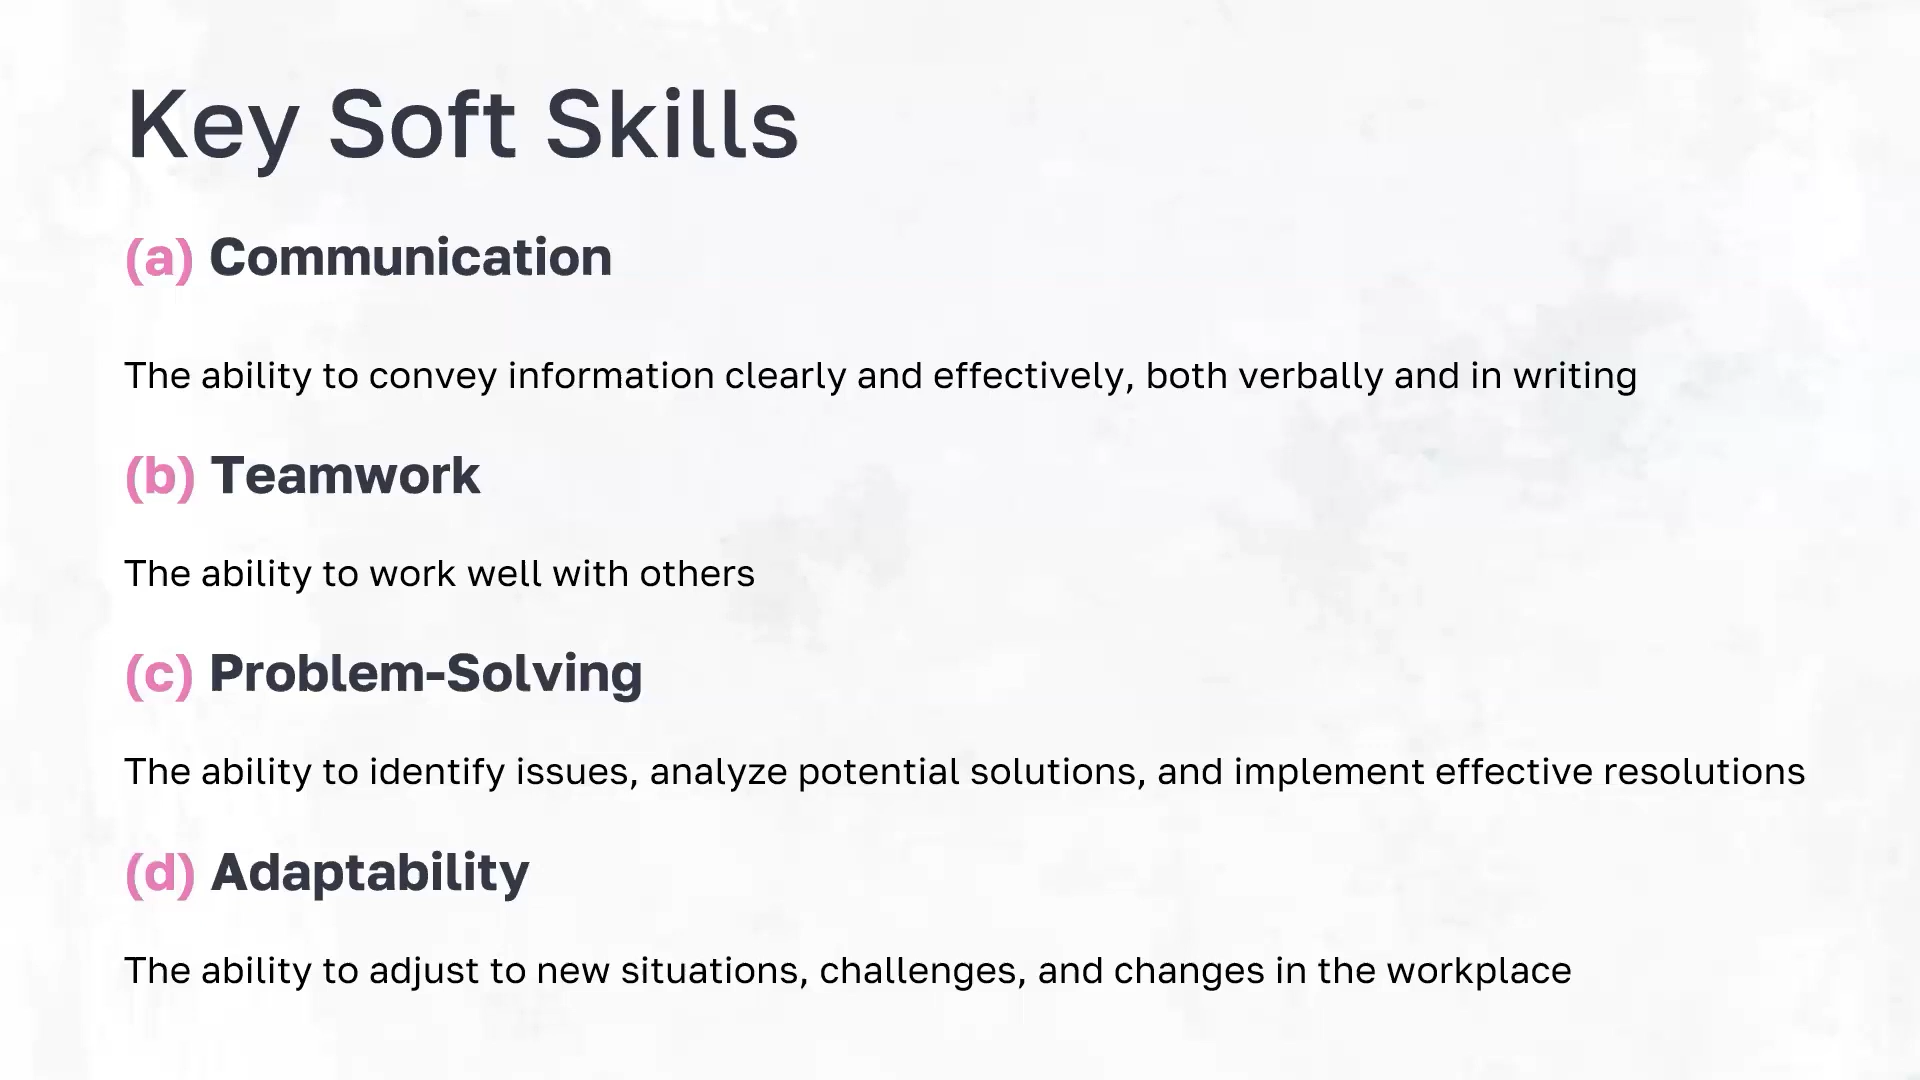 Key Soft Skills
(a) Communication
The ability to convey information clearly and effectively, both verbally and in writing
(b) Teamwork
The ability to work well with others
(c) Problem-Solving
The ability to identify issues, analyze potential solutions, and implement effective resolutions
(d) Adaptability
The ability to adjust to new situations, challenges, and changes in the workplace